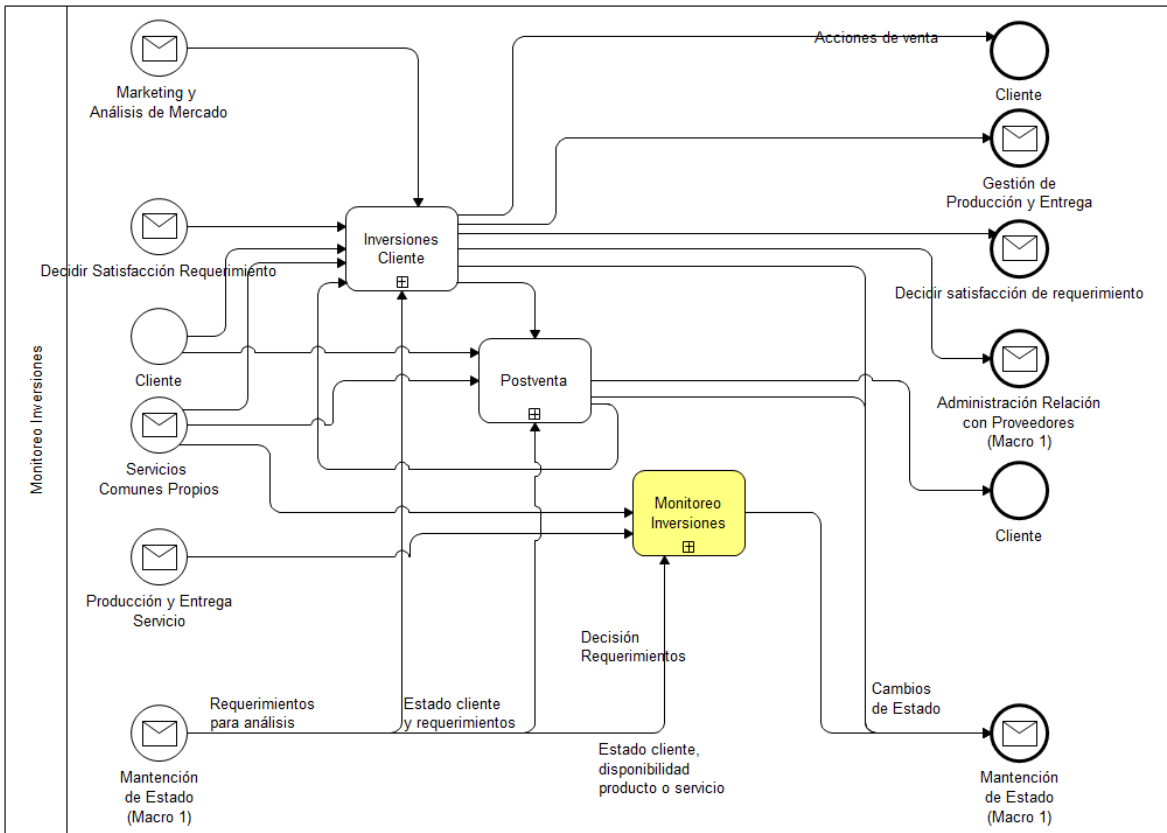 Monitoreo Inversiones
Marketing y
Análisis de Mercado
Acciones de venta
Cliente
Gestión de
Producción y Entrega
Decidir Satisfacción Requerimiento
Inversiones
Cliente
Decidir satisfacción de requerimiento
Cliente
Postventa
Administración Relación
con Proveedores
(Macro 1)
Servicios
Comunes Propios
Monitoreo
Inversiones
Cliente
Producción y Entrega
Servicio
Decisión
Requerimientos
Requerimientos
para análisis
Estado cliente
y requerimientos
Cambios
de Estado
Estado cliente,
disponibilidad
producto o servicio
Mantención
de Estado
(Macro 1)
Mantención
de Estado
(Macro 1)